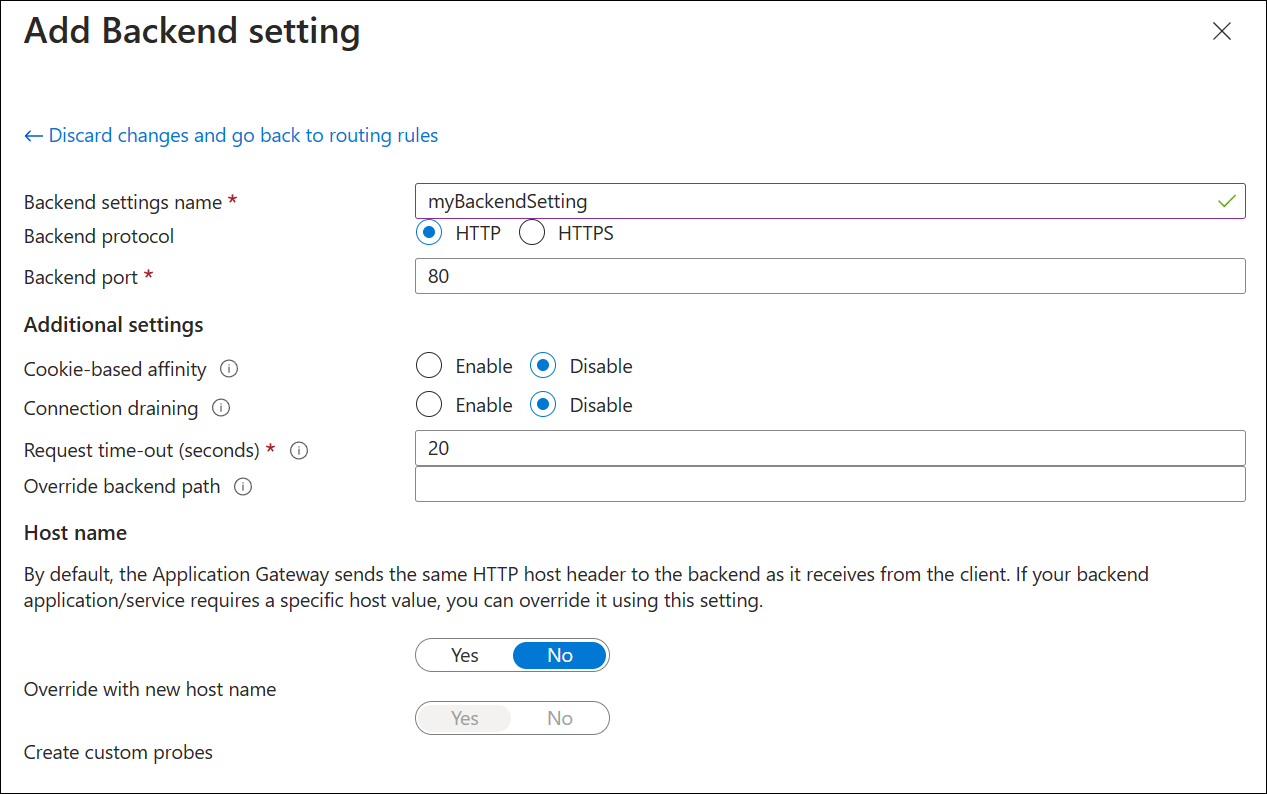 Add Backend setting
← Discard changes and go back to routing rules
Backend settings name * myBackendSetting
Backend protocol HTTP HTTPS
Backend port * 80
Additional settings
Cookie-based affinity Enable Disable
Connection draining Enable Disable
Request time-out (seconds) * 20
Override backend path
Host name
By default, the Application Gateway sends the same HTTP host header to the backend as it receives from the client. If your backend
application/service requires a specific host value, you can override it using this setting.
Yes No
Override with new host name
Yes No
Create custom probes